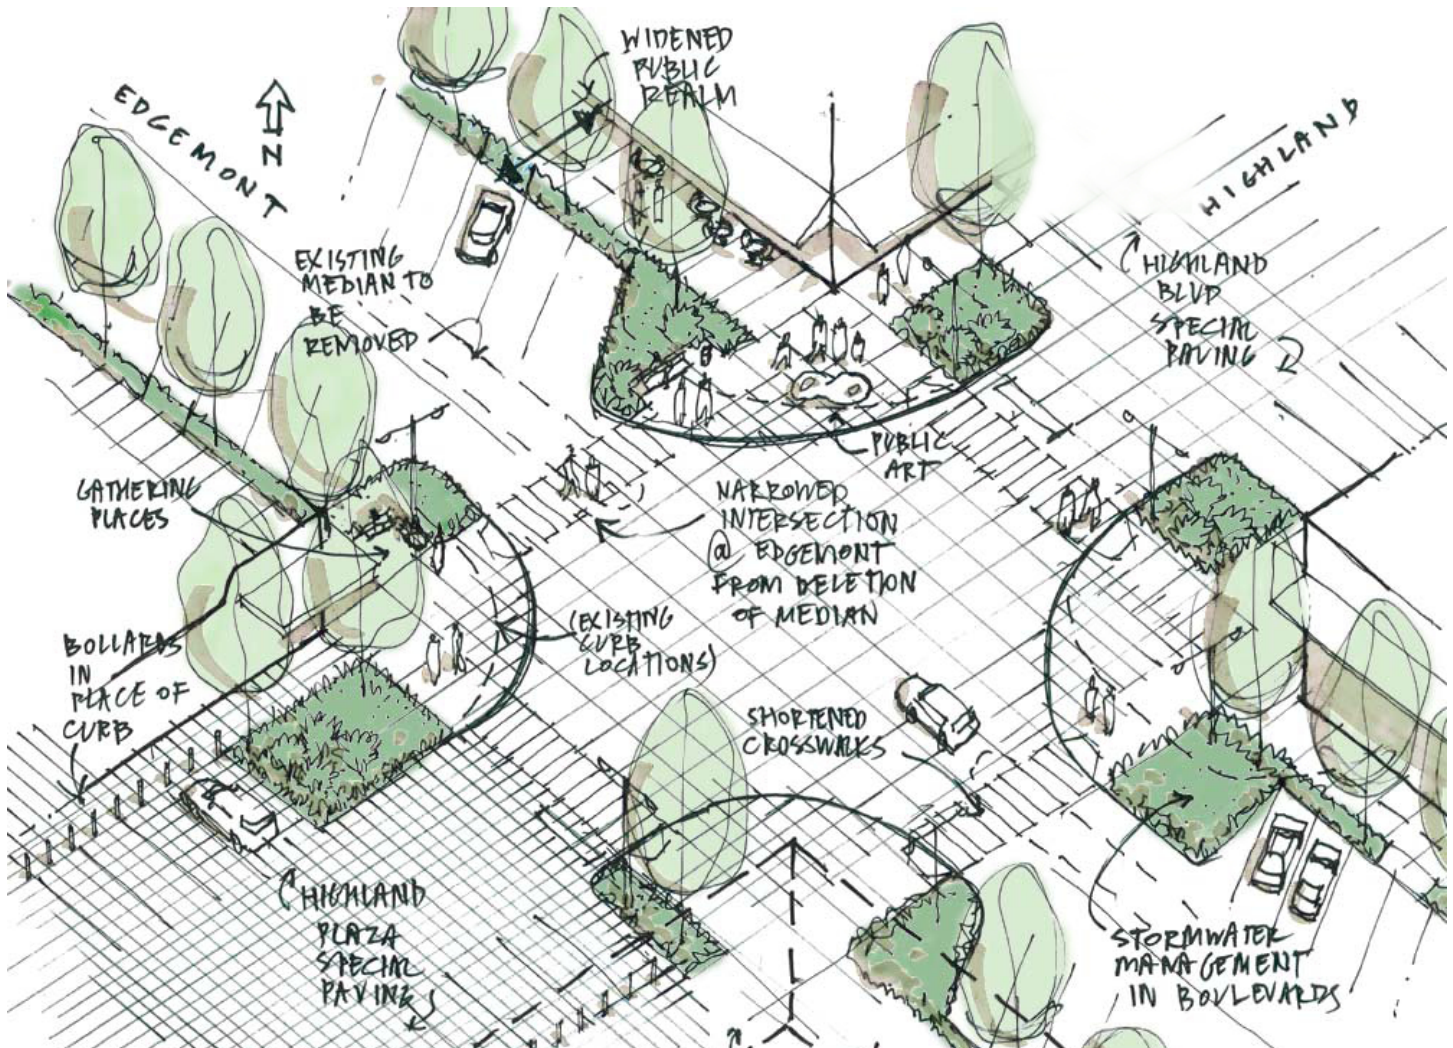 WIDENED
PUBLIC
REALM
EDGEMONT
N
HIGHLAND
EXISTING
MEDIAN TO
BE
REMOVED
HIGHLAND
BLVD
SPECIAL
PAVING
PUBLIC
ART
GATHERING
PLACES
NARROWED
INTERSECTION
@ EDGEMONT
FROM DELETION
OF MEDIAN
(EXISTING
CURB
LOCATIONS)
BOLLARDS
IN
PLACE OF
CURB
SHORTENED
CROSSWALKS
HIGHLAND
PLAZA
SPECIAL
PAVING
STORMWATER
MANAGEMENT
IN BOULEVARDS